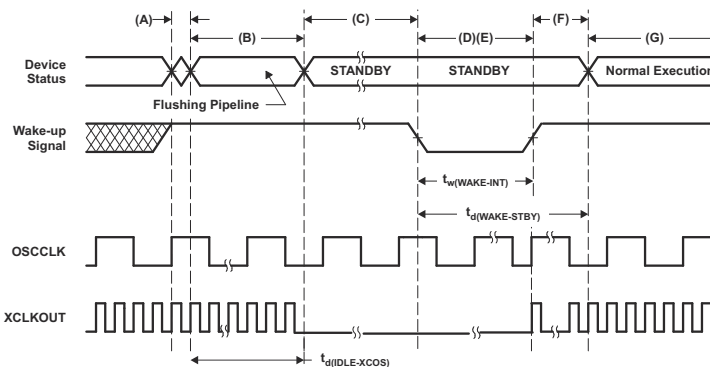 (A)
(B)
(C)
(D)(E)
(F)
(G)
Device
Status
STANDBY
STANDBY
Normal Execution
Flushing Pipeline
Wake-up
Signal
tw(WAKE-INT)
td(WAKE-STBY)
OSCCLK
XCLKOUT
td(IDLE-XCOS)